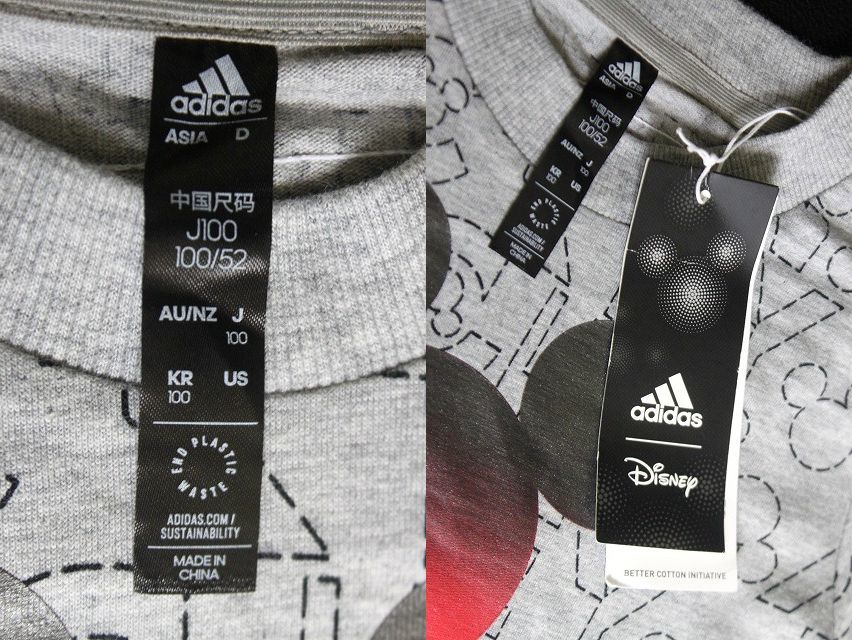 adidas
ASIA D
中国尺码
J100
100/52
AU/NZ J
100
KR US
100
END PLASTIC WASTE
ADIDAS.COM/
SUSTAINABILITY
MADE IN
CHINA
adidas
ASIA D
中国尺码
J100
100/52
AU/NZ J
100
KR US
100
END PLASTIC WASTE
ADIDAS.COM/
SUSTAINABILITY
MADE IN
CHINA
adidas
Disney
BETTER COTTON INITIATIVE